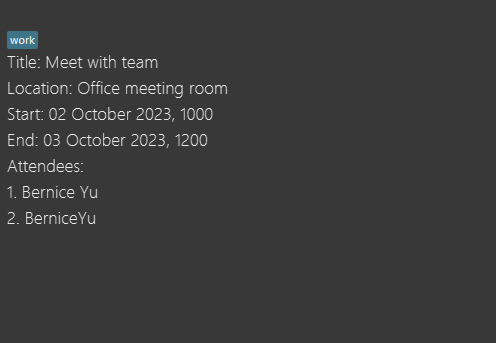 work
Title: Meet with team
Location: Office meeting room
Start: 02 October 2023, 1000
End: 03 October 2023, 1200
Attendees:
1. Bernice Yu
2. BerniceYu